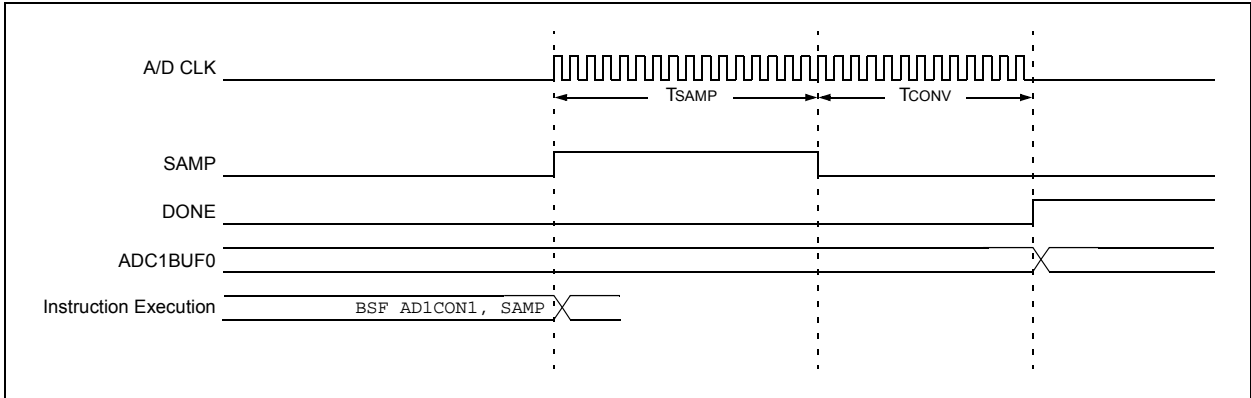 A/D CLK
TSAMP
TCONV
SAMP
DONE
ADC1BUF0
Instruction Execution
BSF AD1CON1, SAMP